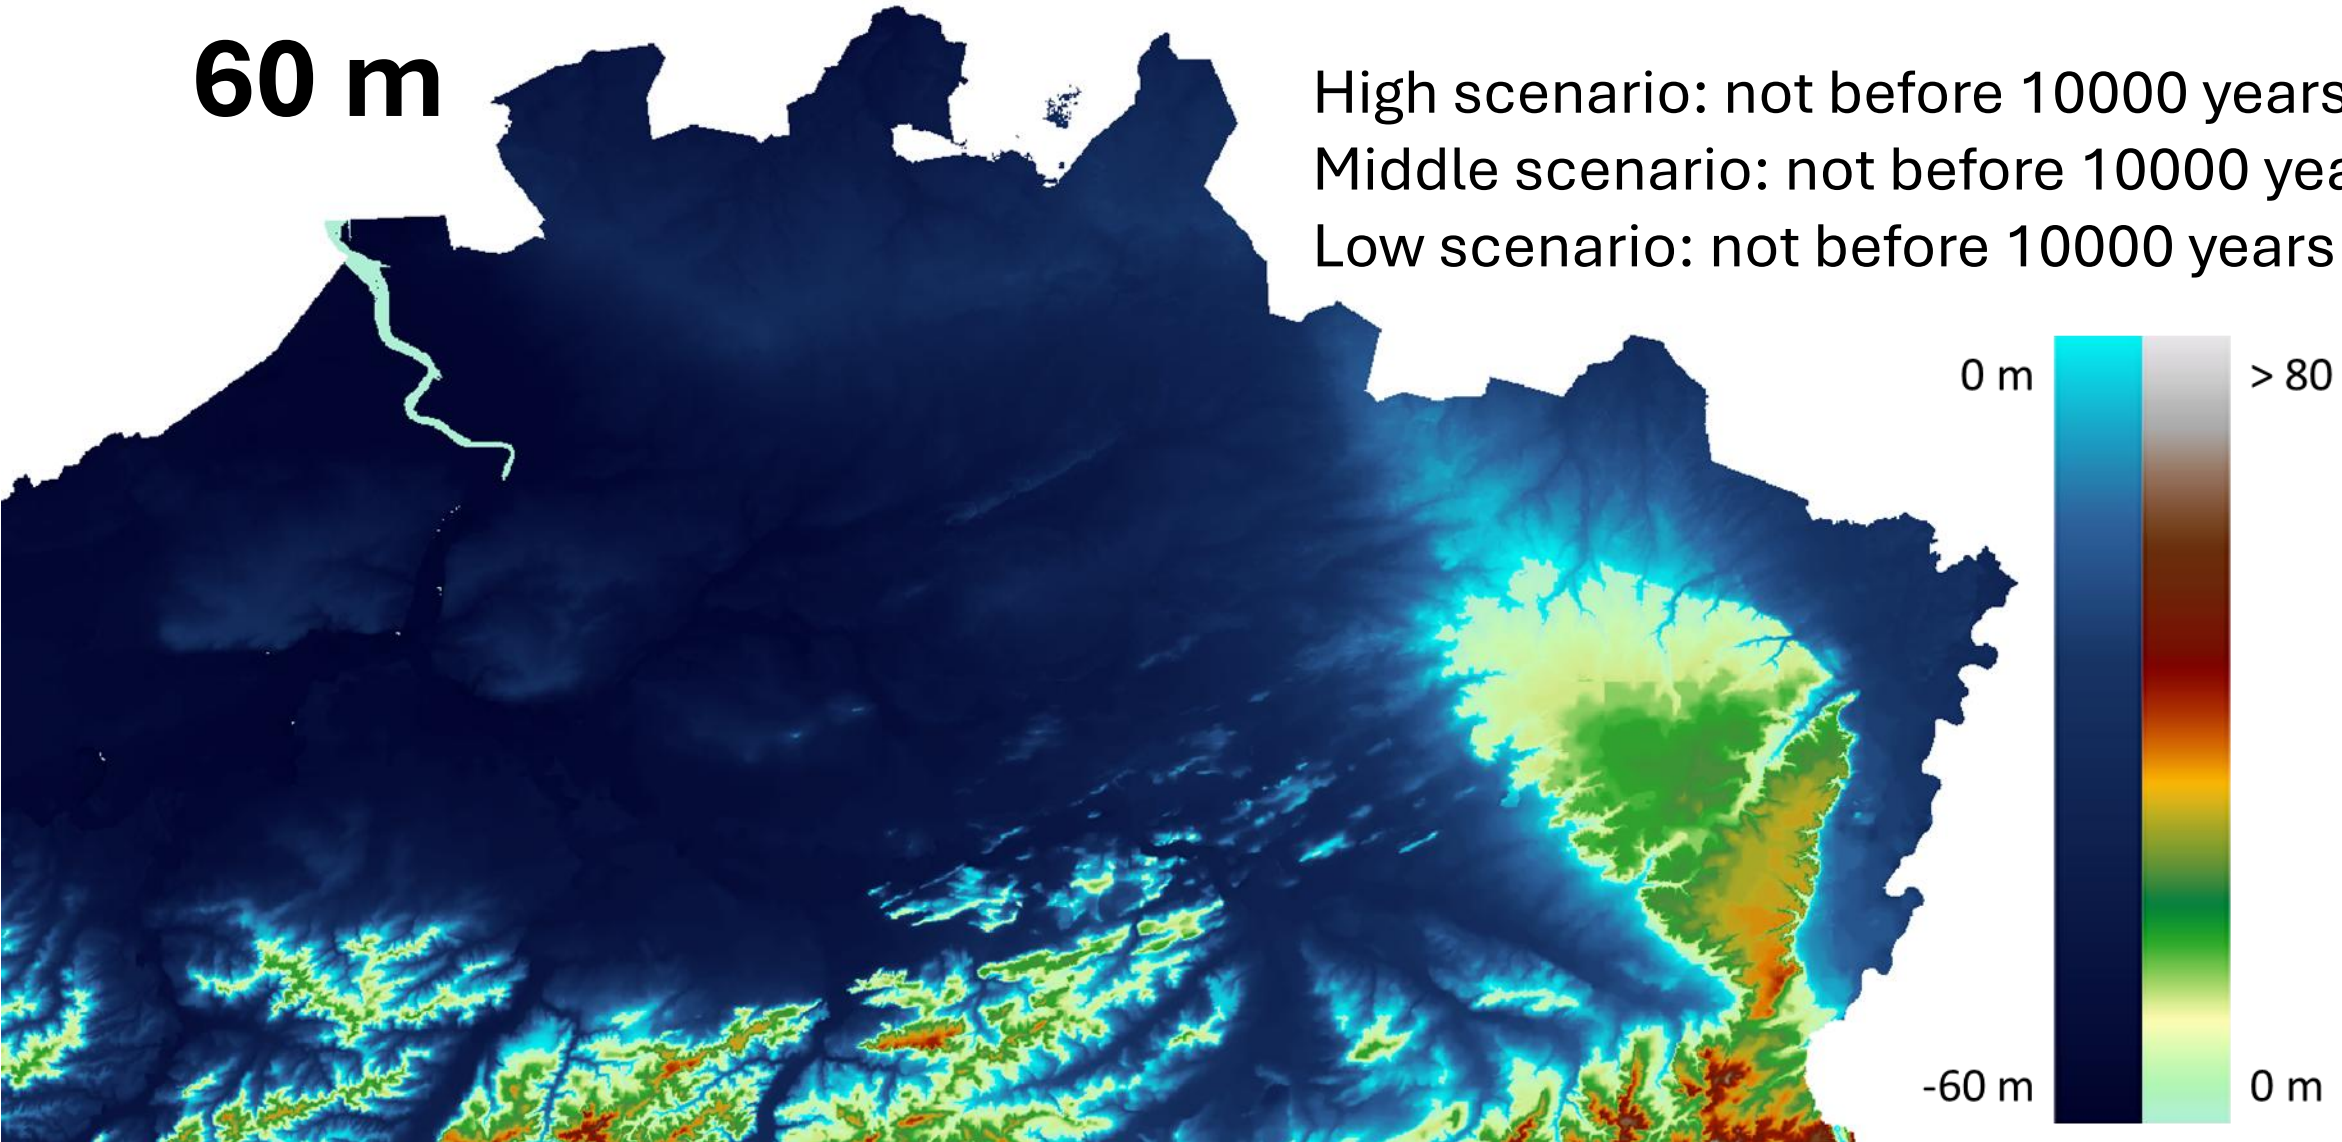 60 m
High scenario: not before 10000 years
Middle scenario: not before 10000 yea
Low scenario: not before 10000 years
0 m
> 80
-60 m
0 m